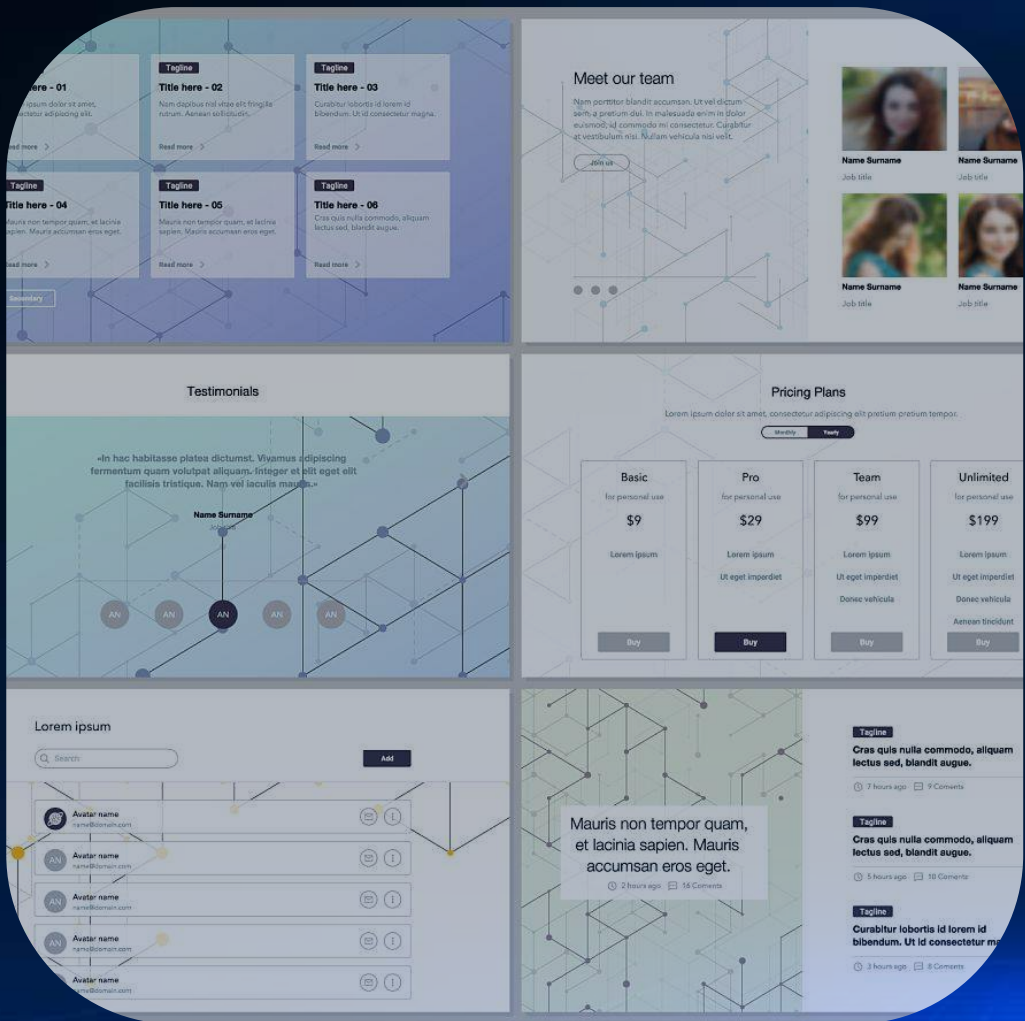 ere - 01
ipsum dolor sit amet,
sectetur adipiscing elit.
ead more
Tagline
Title here - 02
Nam dapibus nisl vitae elit fringilla
rutrum. Aenean sollicitudin.
Read more
Tagline
Title here - 03
Curabitur lobortis id lorem id
bibendum. Ut id consectetur magna.
Read more
Tagline
Title here - 04
Mauris non tempor quam, et lacinia
sapien. Mauris accumsan eros eget.
ead more
Tagline
Title here - 05
Mauris non tempor quam, et lacinia
sapien. Mauris accumsan eros eget.
Read more
Tagline
Title here - 06
Cras quis nulla commodo, aliquam
lectus sed, blandit augue.
Read more
Secondary
Meet our team
Nam porttitor blandit accumsan. Ut vel dictum
sem, a pretium dui. In malesuada enim in dolor
euismod, id commodo mi consectetur. Curabitur
at vestibulum nisi. Nullam vehicula nisi velit.
Join us
Name Surname
Job title
Name Surname
Job title
Name Surname
Job title
Name Surname
Job title
Testimonials
«In hac habitasse platea dictumst. Vivamus adipiscing
fermentum quam volutpat aliquam. Integer et elit eget elit
facilisis tristique. Nam vel iaculis mauris.»
Name Surname
Job title
AN
AN
AN
AN
AN
Pricing Plans
Lorem ipsum dolor sit amet, consectetur adipiscing elit pretium pretium tempor.
Monthly
Yearly
Basic
for personal use
$9
Lorem ipsum
Buy
Pro
for personal use
$29
Lorem ipsum
Ut eget imperdiet
Buy
Team
for personal use
$99
Lorem ipsum
Ut eget imperdiet
Donec vehicula
Buy
Unlimited
for personal use
$199
Lorem ipsum
Ut eget imperdiet
Donec vehicula
Aenean tincidunt
Buy
Lorem ipsum
Search
Add
Avatar name
name@domain.com
AN
Avatar name
name@domain.com
AN
Avatar name
name@domain.com
AN
Avatar name
name@domain.com
Avatar name
name@domain.com
Mauris non tempor quam,
et lacinia sapien. Mauris
accumsan eros eget.
2 hours ago
16 Coments
Tagline
Cras quis nulla commodo, aliquam
lectus sed, blandit augue.
7 hours ago
9 Coments
Tagline
Cras quis nulla commodo, aliquam
lectus sed, blandit augue.
5 hours ago
10 Coments
Tagline
Curabitur lobortis id lorem id
bibendum. Ut id consectetur ma
3 hours ago
8 Coments